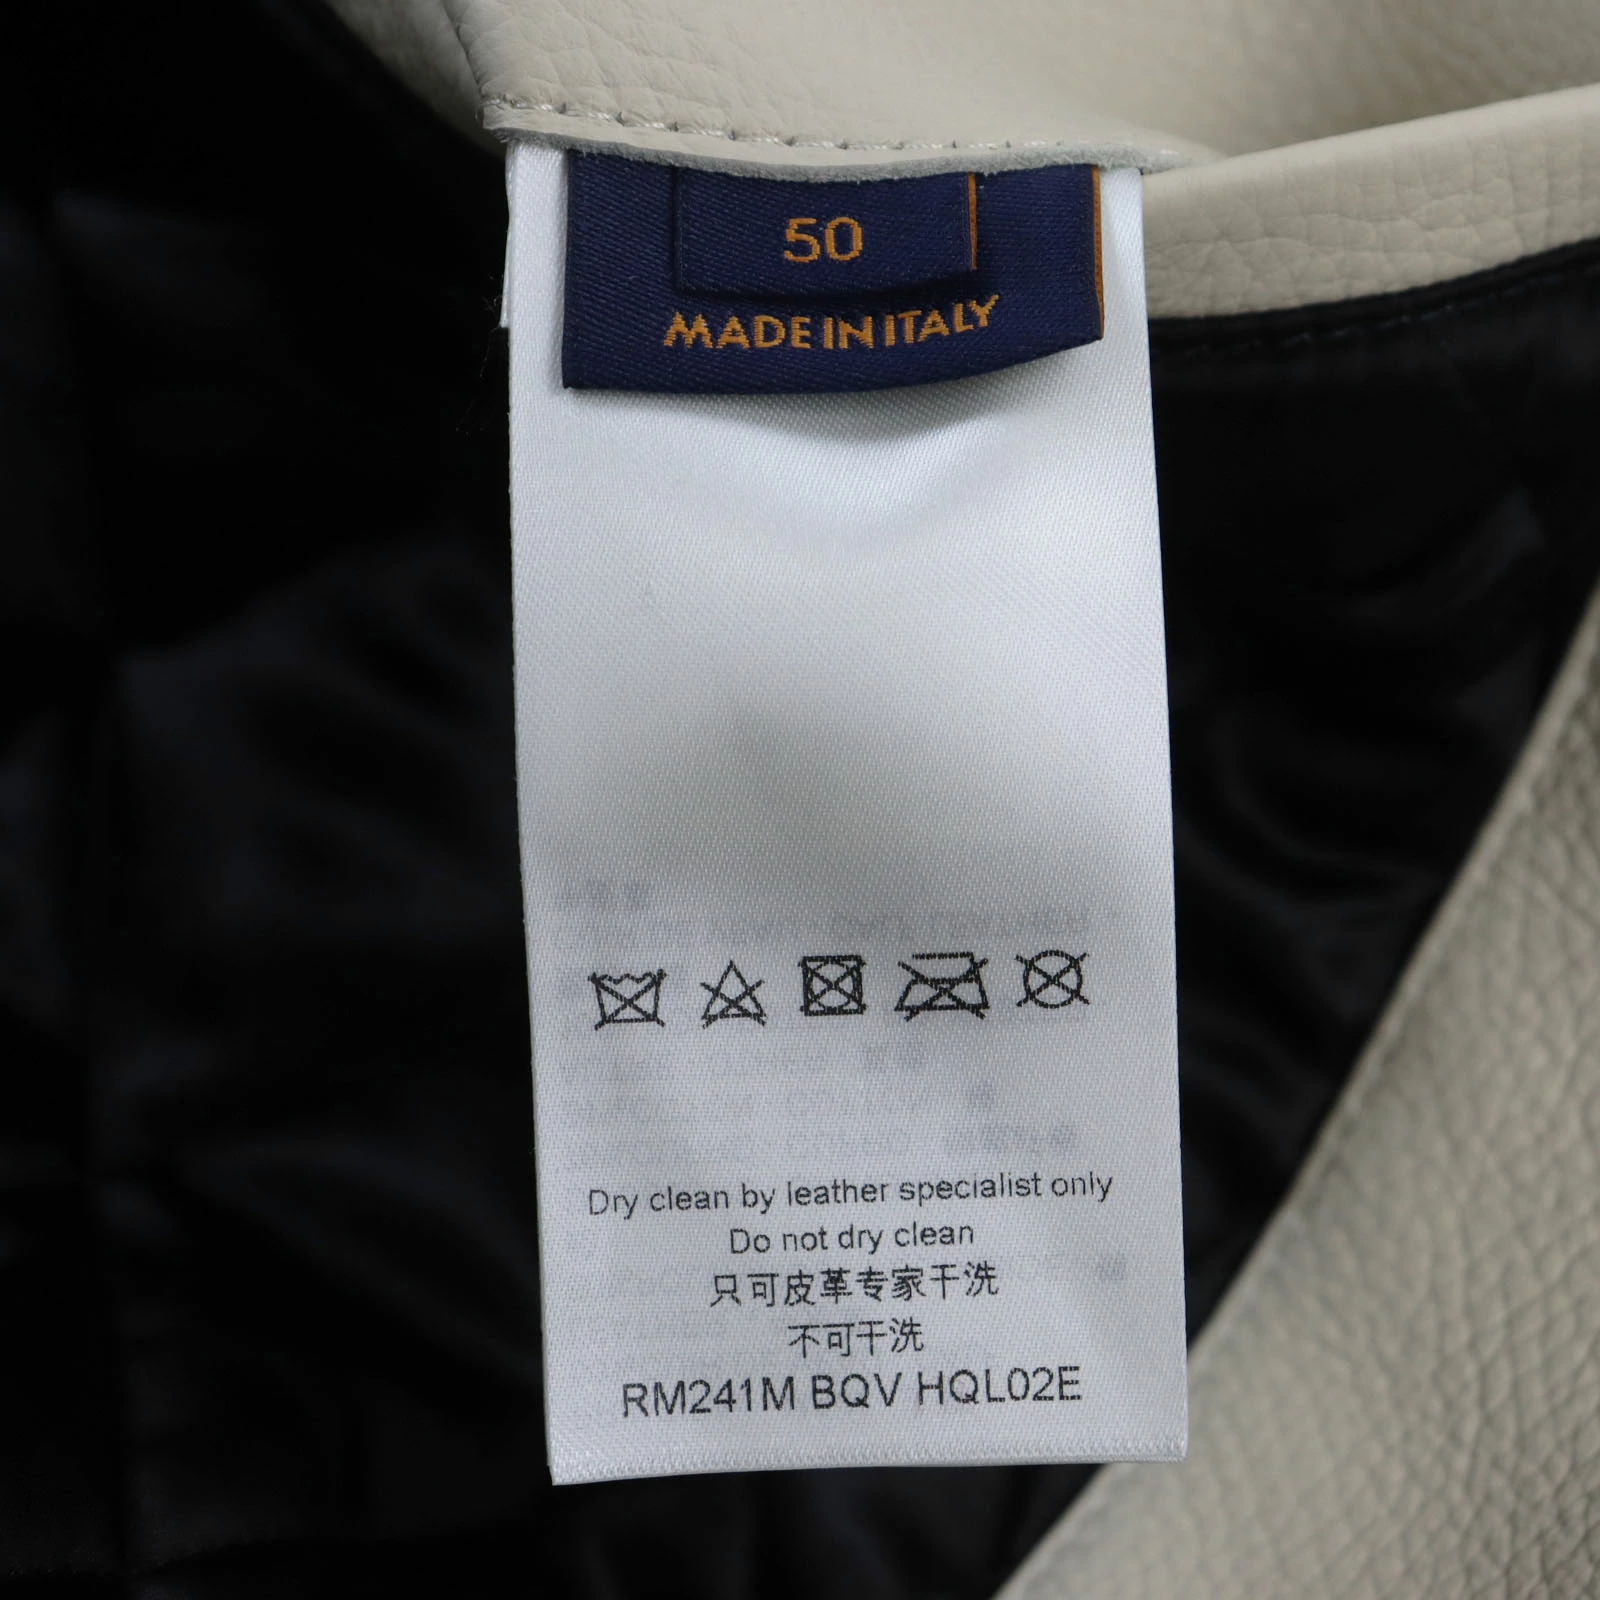 50
MADE IN ITALY
Dry clean by leather specialist only
Do not dry clean
只可皮革专家干洗
不可干洗
RM241M BQV HQL02E